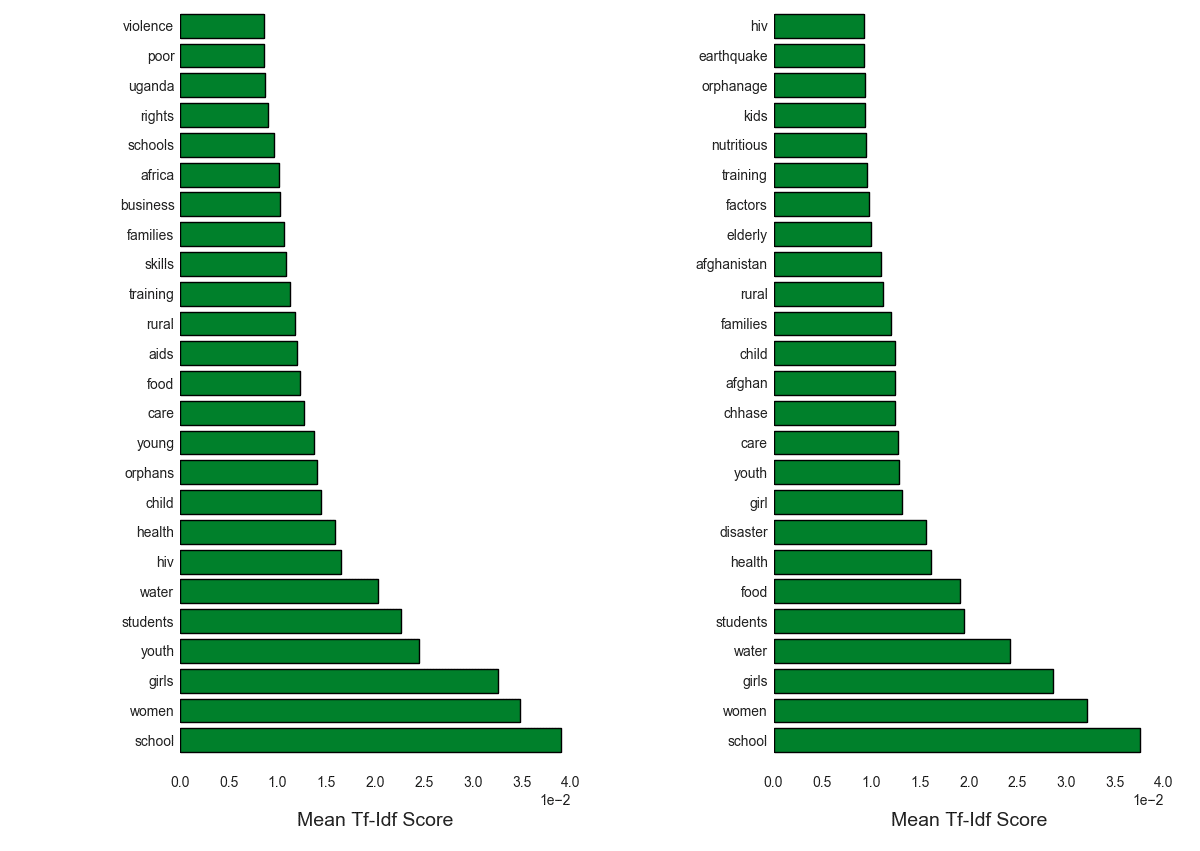 violence
poor
uganda
rights
schools
africa
business
families
skills
training
rural
aids
food
care
young
orphans
child
health
hiv
water
students
youth
girls
women
school
0.0 0.5 1.0 1.5 2.0 2.5 3.0 3.5 4.0
1e−2
Mean Tf-Idf Score
hiv
earthquake
orphanage
kids
nutritious
training
factors
elderly
afghanistan
rural
families
child
afghan
chhase
care
youth
girl
disaster
health
food
students
water
girls
women
school
0.0 0.5 1.0 1.5 2.0 2.5 3.0 3.5 4.0
1e−2
Mean Tf-Idf Score